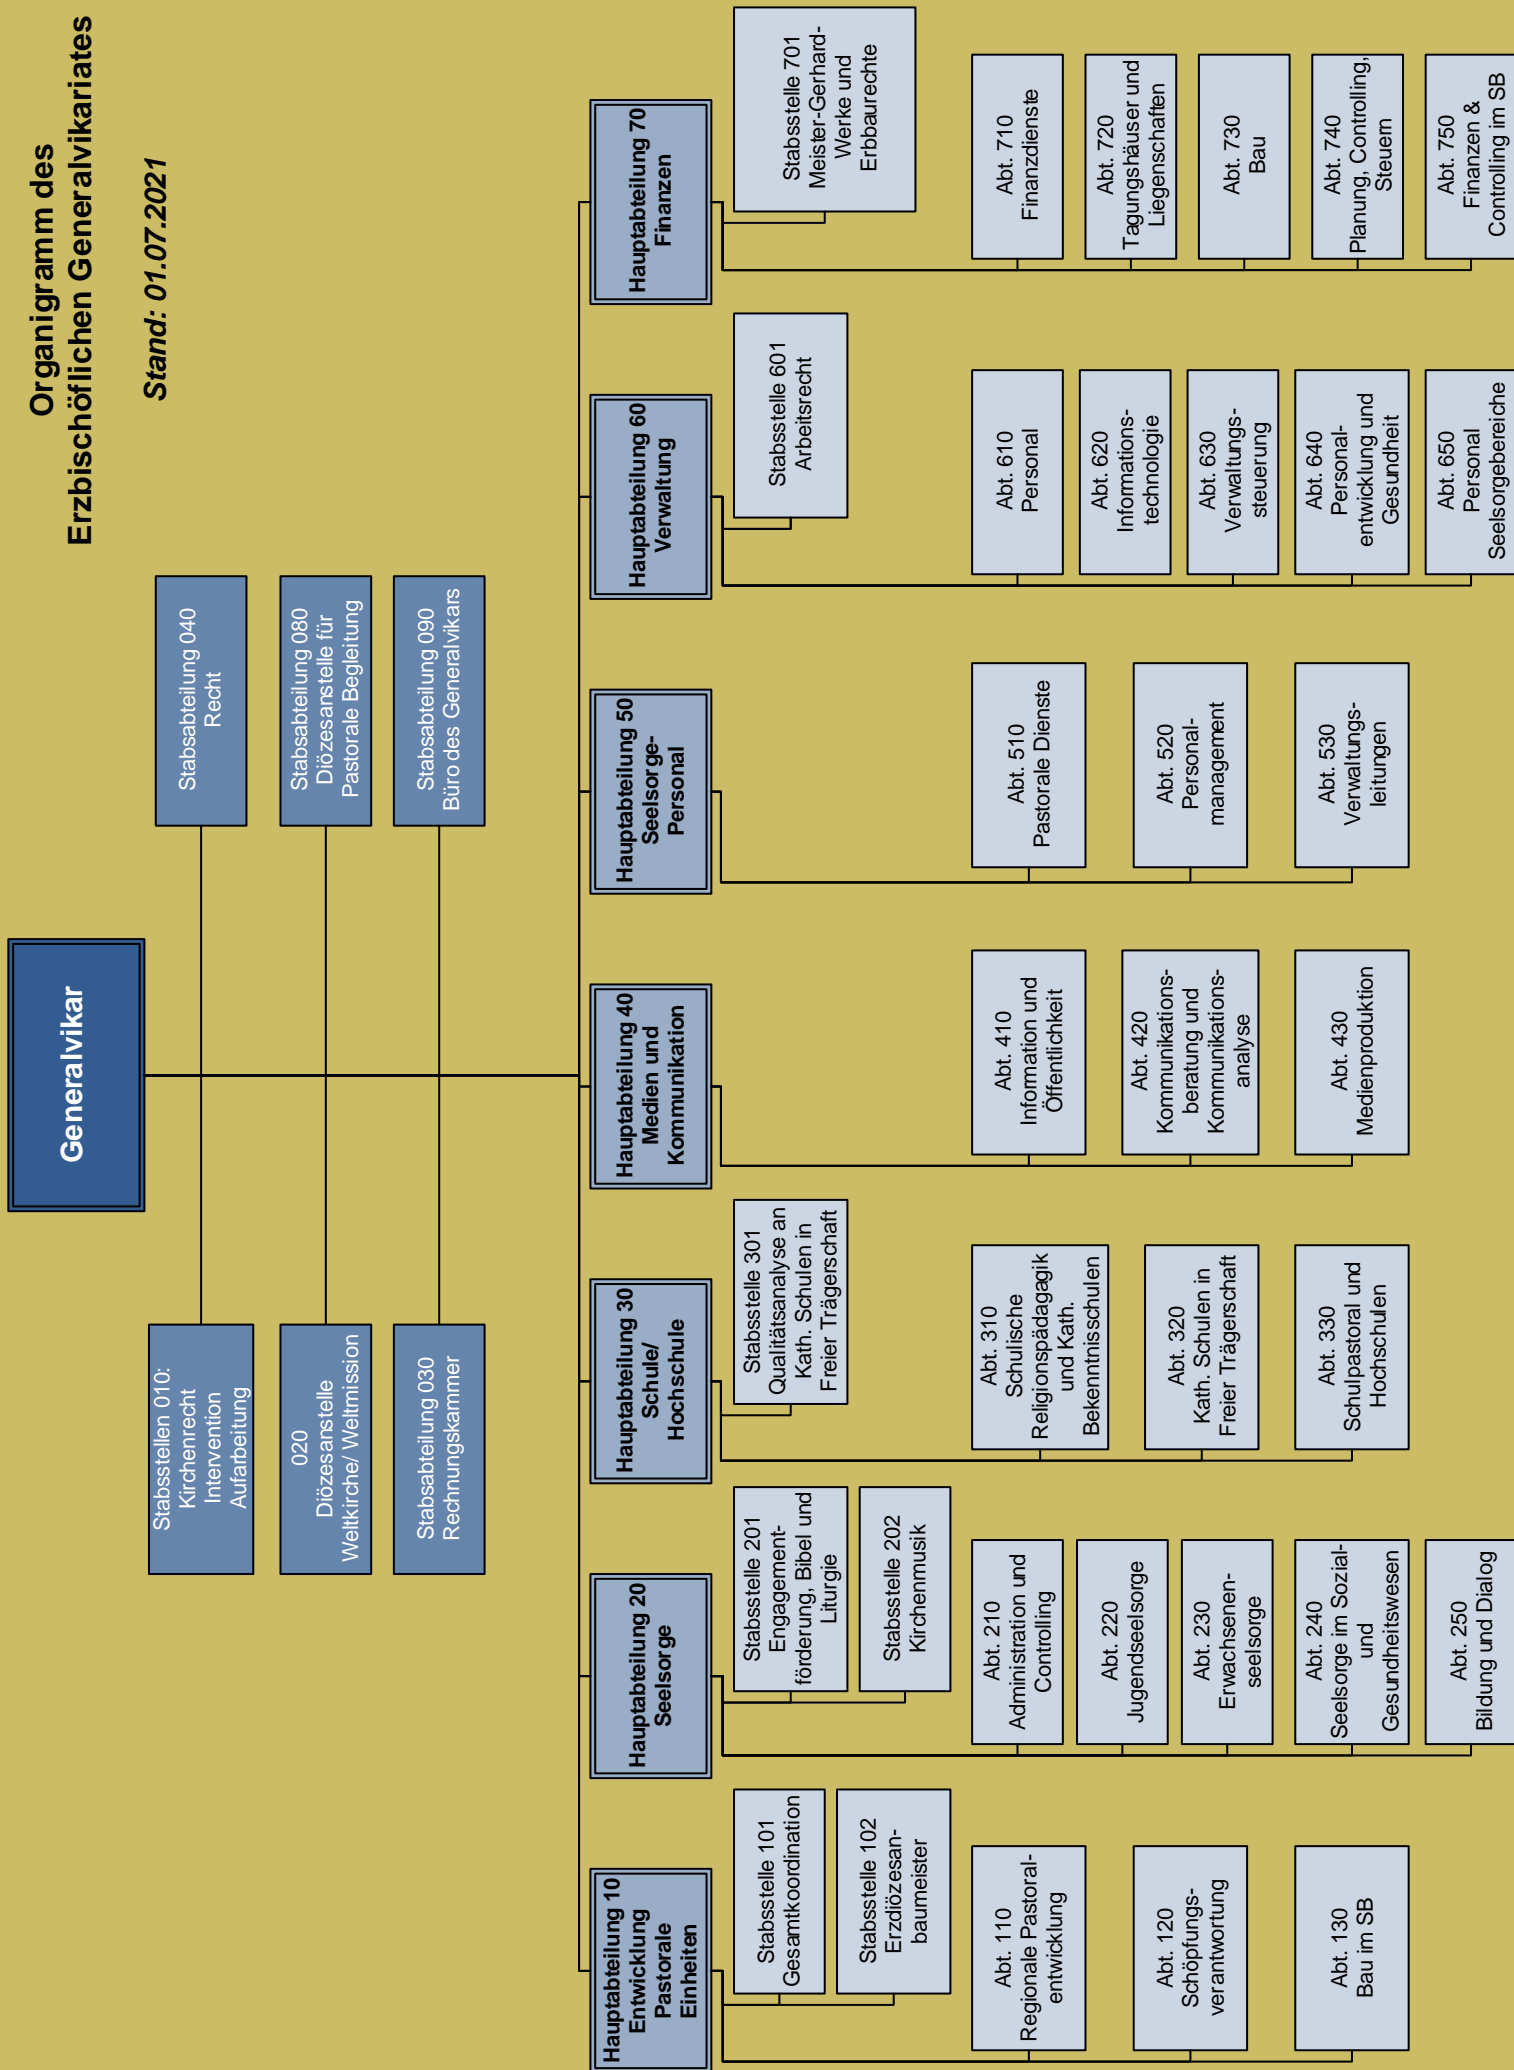 Organigramm des
Erzbischöflichen Generalvikariates
Stand: 01.07.2021
Generalvikar
Stabsstellen 010:
Kirchenrecht
Intervention
Aufarbeitung
020
Diözesanstelle
Weltkirche/ Weltmission
Stabsabteilung 030
Rechnungskammer
Stabsabteilung 040
Recht
Stabsabteilung 080
Diözesanstelle für
Pastorale Begleitung
Stabsabteilung 090
Büro des Generalvikars
Hauptabteilung 10
Entwicklung
Pastorale
Einheiten
Stabsstelle 101
Gesamtkoordination
Stabsstelle 102
Erzdiözesan-
baumeister
Abt. 110
Regionale Pastoral-
entwicklung
Abt. 120
Schöpfungs-
verantwortung
Abt. 130
Bau im SB
Hauptabteilung 20
Seelsorge
Stabsstelle 201
Engagement-
förderung, Bibel und
Liturgie
Stabsstelle 202
Kirchenmusik
Abt. 210
Administration und
Controlling
Abt. 220
Jugendseelsorge
Abt. 230
Erwachsenen-
seelsorge
Abt. 240
Seelsorge im Sozial-
und
Gesundheitswesen
Abt. 250
Bildung und Dialog
Hauptabteilung 30
Schule/
Hochschule
Stabsstelle 301
Qualitätsanalyse an
Kath. Schulen in
Freier Trägerschaft
Abt. 310
Schulische
Religionspädagagik
und Kath.
Bekenntnisschulen
Abt. 320
Kath. Schulen in
Freier Trägerschaft
Abt. 330
Schulpastoral und
Hochschulen
Hauptabteilung 40
Medien und
Kommunikation
Abt. 410
Information und
Öffentlichkeit
Abt. 420
Kommunikations-
beratung und
Kommunikations-
analyse
Abt. 430
Medienproduktion
Hauptabteilung 50
Seelsorge-
Personal
Abt. 510
Pastorale Dienste
Abt. 520
Personal-
management
Abt. 530
Verwaltungs-
leitungen
Hauptabteilung 60
Verwaltung
Stabsstelle 601
Arbeitsrecht
Abt. 610
Personal
Abt. 620
Informations-
technologie
Abt. 630
Verwaltungs-
steuerung
Abt. 640
Personal-
entwicklung und
Gesundheit
Abt. 650
Personal
Seelsorgebereiche
Hauptabteilung 70
Finanzen
Stabsstelle 701
Meister-Gerhard-
Werke und
Erbbaurechte
Abt. 710
Finanzdienste
Abt. 720
Tagungshäuser und
Liegenschaften
Abt. 730
Bau
Abt. 740
Planung, Controlling,
Steuern
Abt. 750
Finanzen &
Controlling im SB